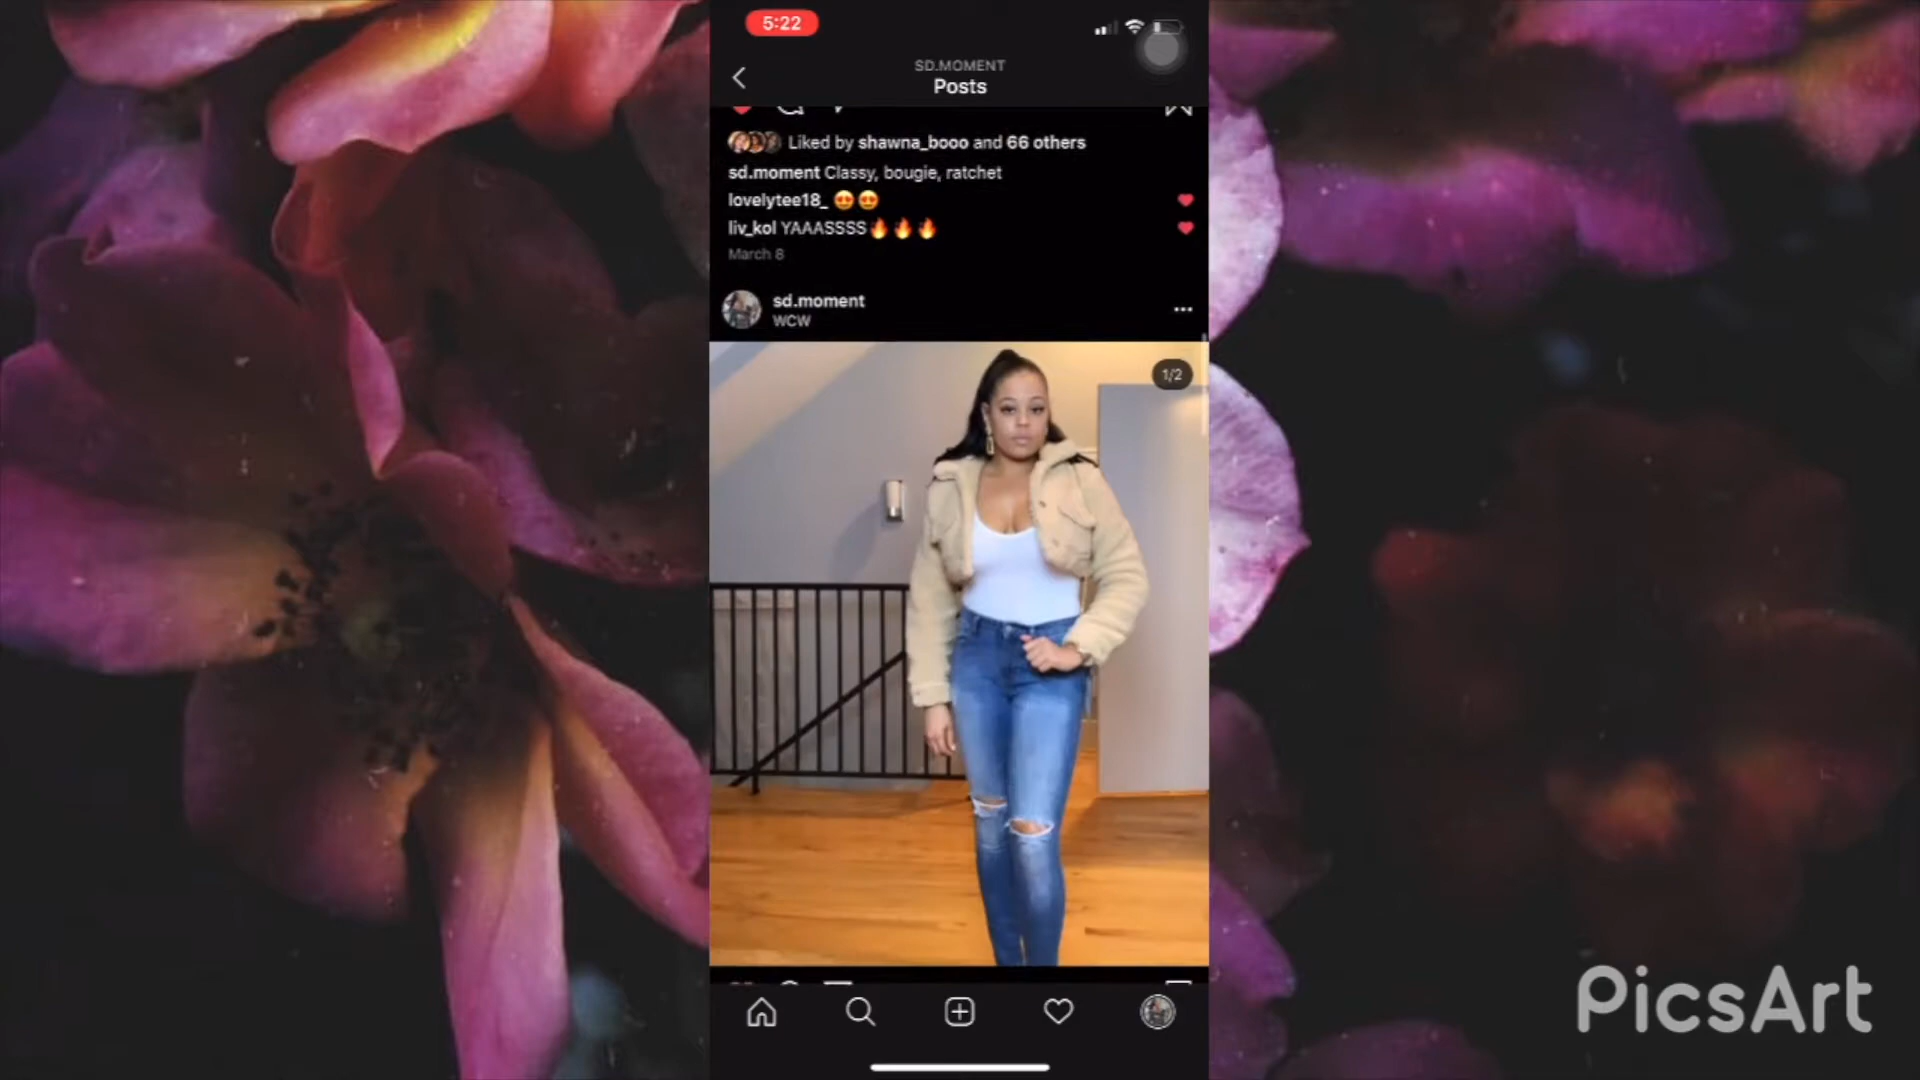 5:22
SD.MOMENT
Posts
Liked by shawna_booo and 66 others
sd.moment Classy, bougie, ratchet
lovelytee18_ 😍😍
liv_kol YAAASSSS🔥🔥🔥
March 8
sd.moment
WCW
1/2
PicsArt